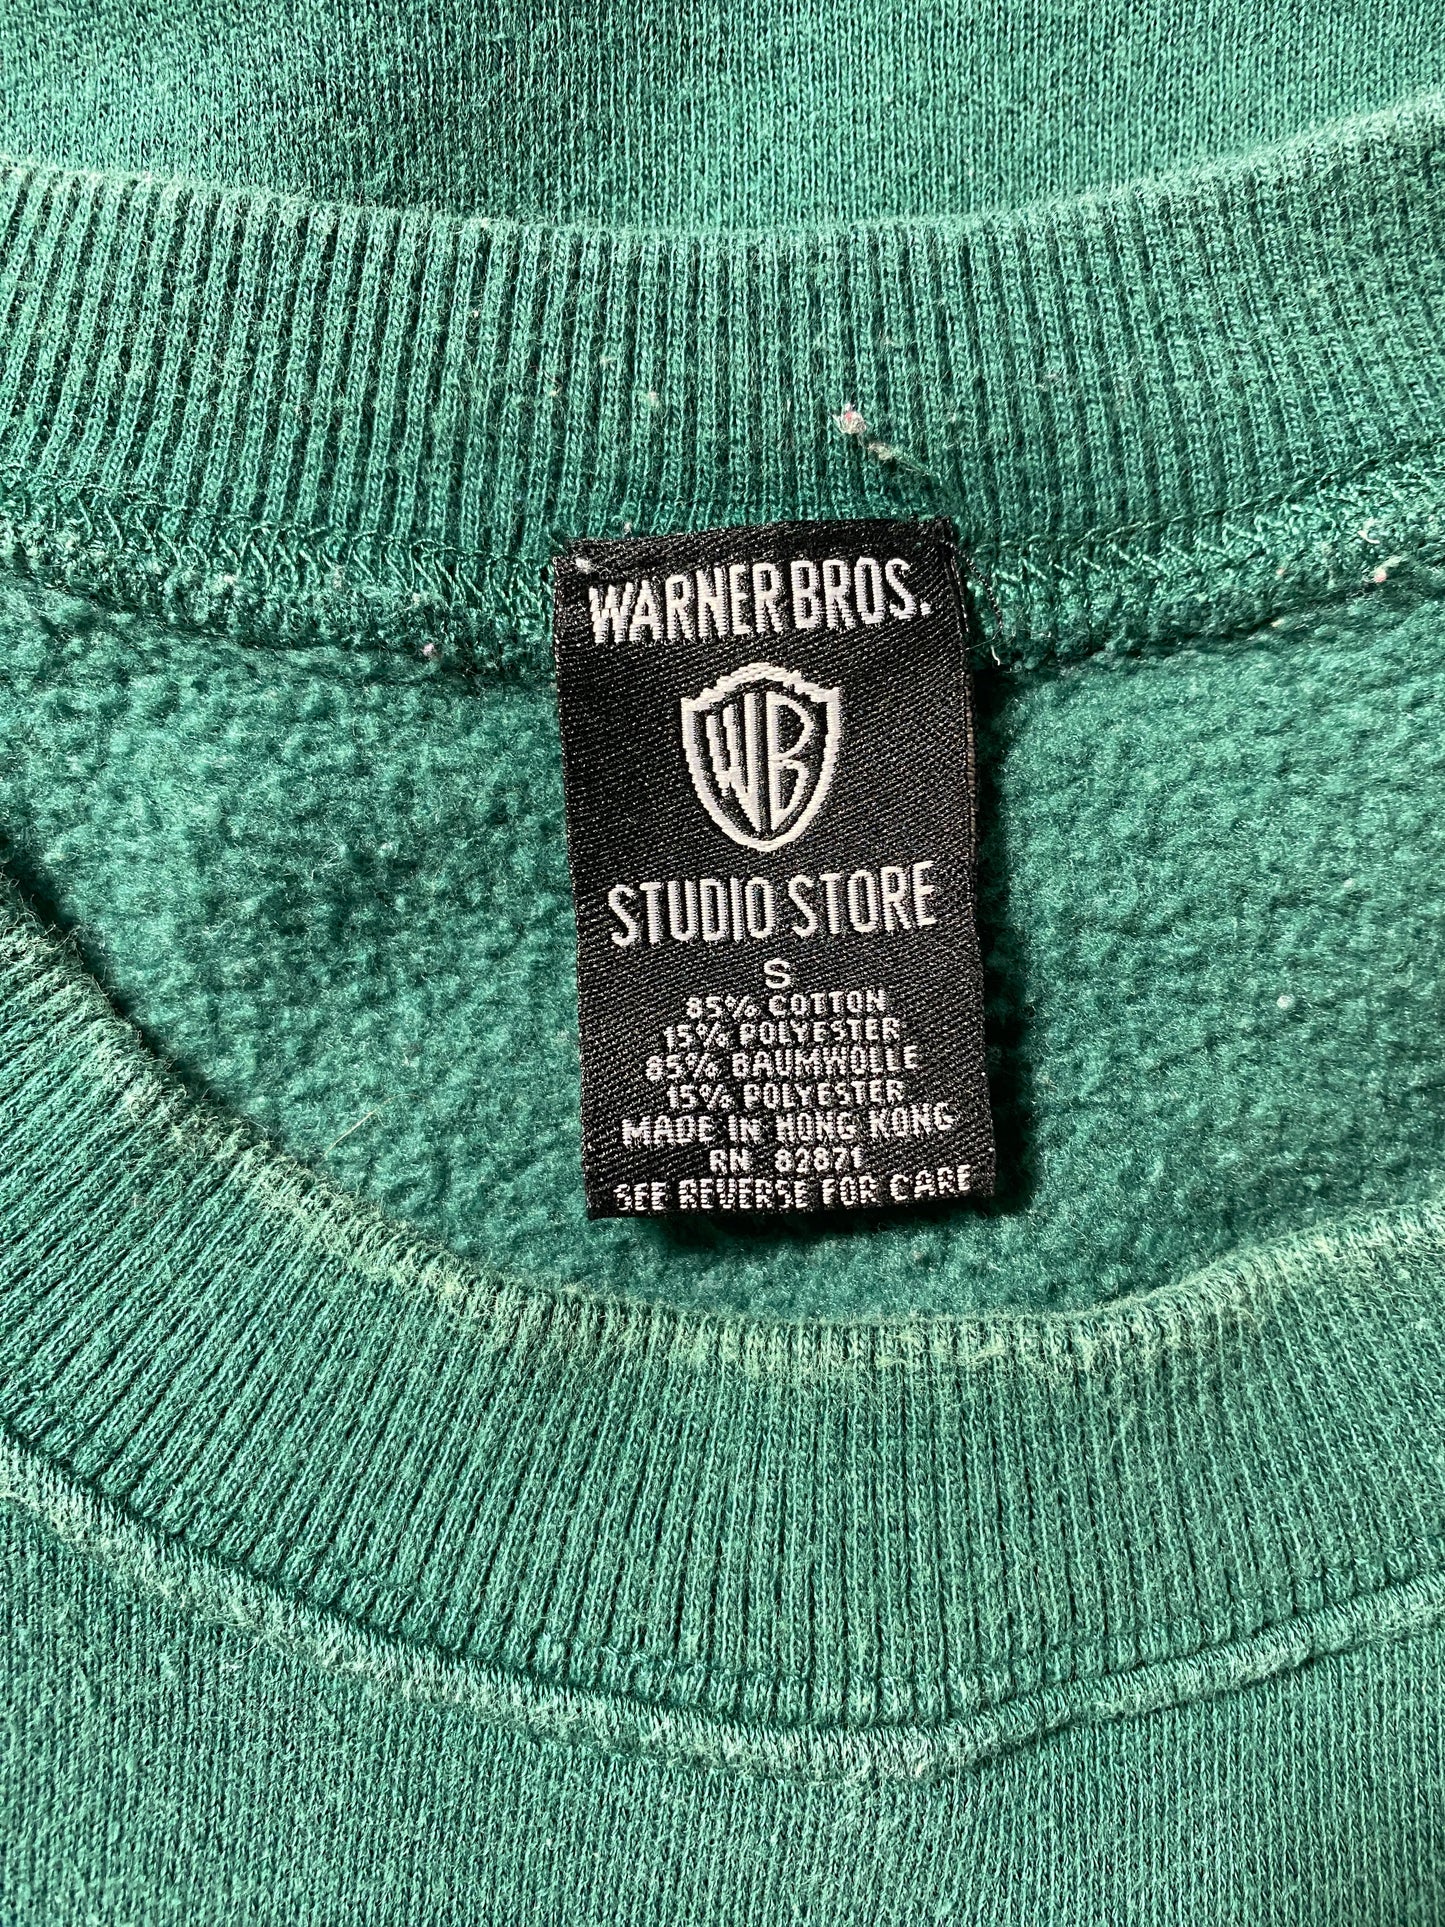 WARNER BROS.
WB
STUDIO STORE
S
85% COTTON
15% POLYESTER
85% BAUMWOLLE
15% POLYESTER
MADE IN HONG KONG
RN 82871
SEE REVERSE FOR CARE